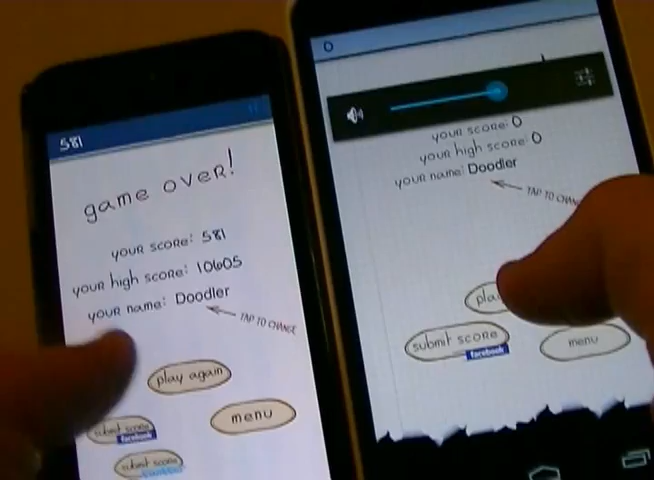 581
game over!
your score: 581
your high score: 10605
your name: Doodler
TAP TO CHANGE
play again
submit score
facebook
menu
submit score
0
your score: 0
your high score: 0
your name: Doodler
TAP TO
submit score
facebook
menu